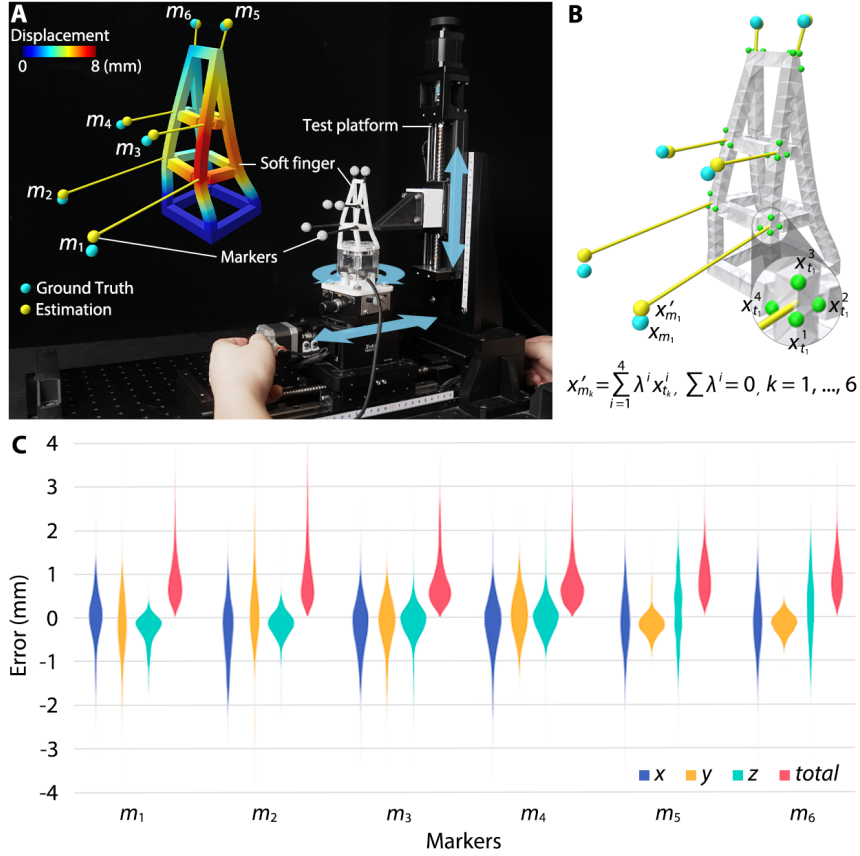 A
Displacement
0 8 (mm)
m₆ m₅
m₄
m₃
m₂
m₁
Test platform
Soft finger
Markers
Ground Truth
Estimation
B
x′ₘ₁
xₘ₁
x³ₜ₁
x⁴ₜ₁ x²ₜ₁
x¹ₜ₁
x′ₘₖ = ∑⁴ᵢ₌₁ λⁱ xⁱₜₖ, ∑ λⁱ = 0, k = 1, ..., 6
C
Error (mm)
4
3
2
1
0
-1
-2
-3
-4
x y z total
m₁ m₂ m₃ m₄ m₅ m₆
Markers